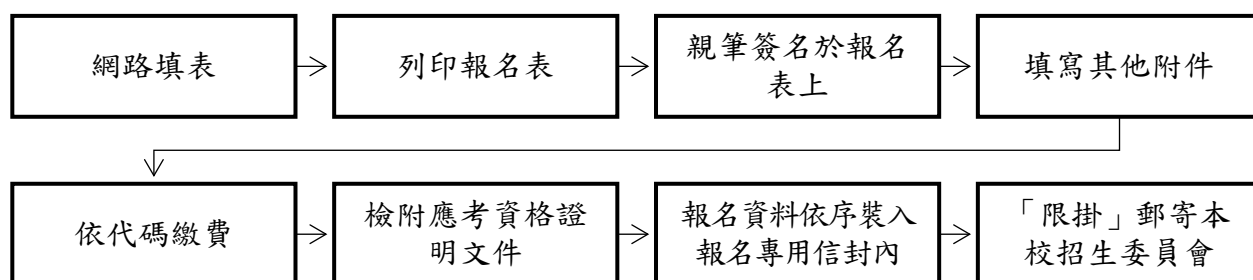 網路填表
列印報名表
親筆簽名於報名
表上
填寫其他附件
依代碼繳費
檢附應考資格證
明文件
報名資料依序裝入
報名專用信封內
「限掛」郵寄本
校招生委員會